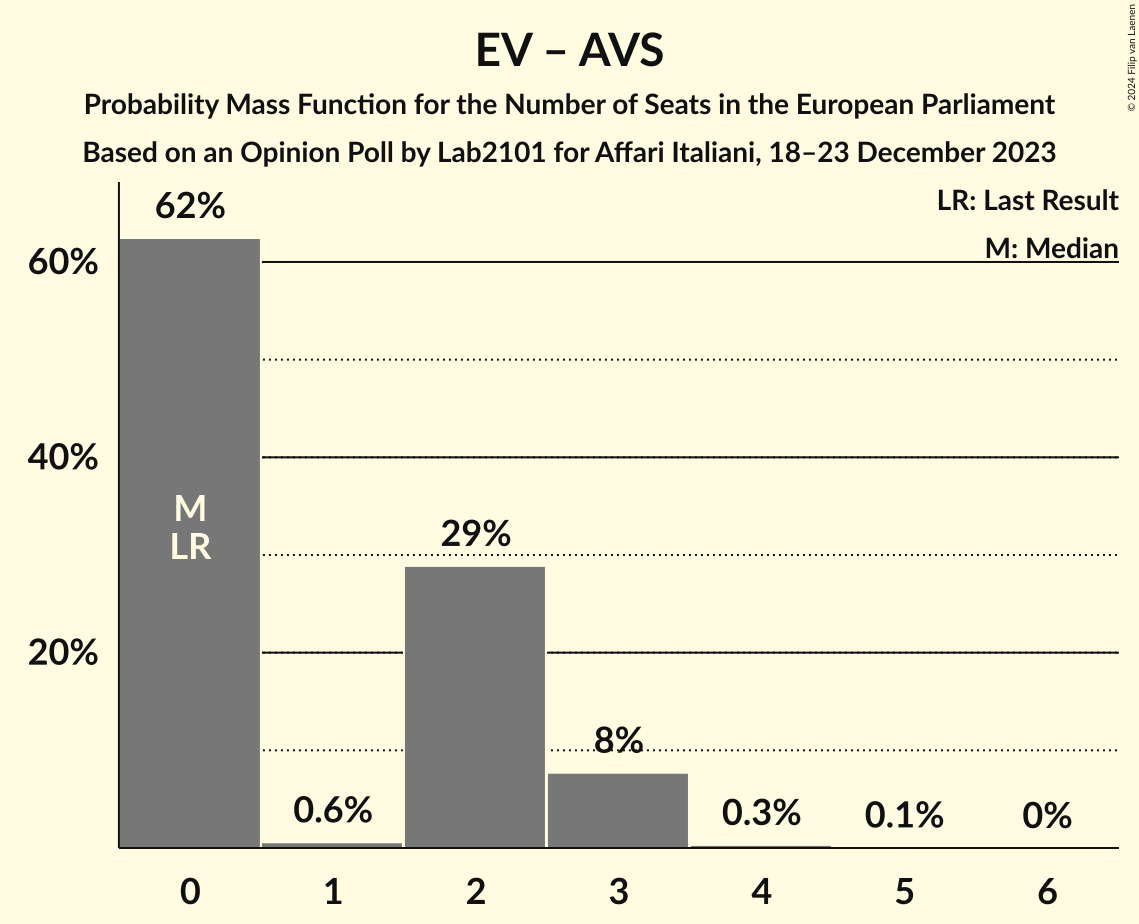 EV – AVS
Probability Mass Function for the Number of Seats in the European Parliament
Based on an Opinion Poll by Lab2101 for Affari Italiani, 18–23 December 2023
© 2024 Filip van Laenen
LR: Last Result
M: Median
62%
60%
40%
20%
M
LR
0.6%
29%
8%
0.3%
0.1%
0%
0 1 2 3 4 5 6